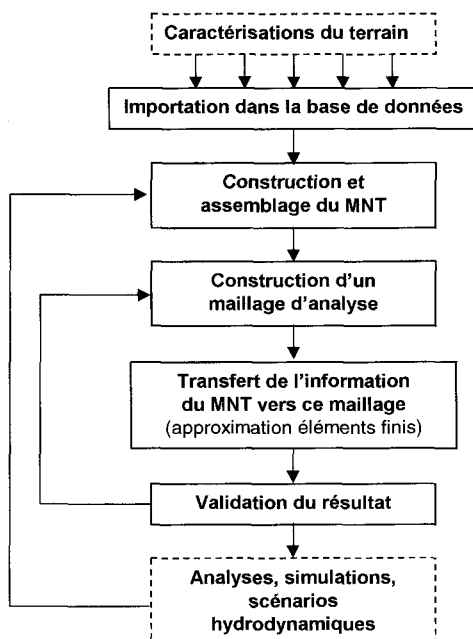 Caractérisations du terrain
Importation dans la base de données
Construction et
assemblage du MNT
Construction d'un
maillage d'analyse
Transfert de l'information
du MNT vers ce maillage
(approximation éléments finis)
Validation du résultat
Analyses, simulations,
scénarios
hydrodynamiques